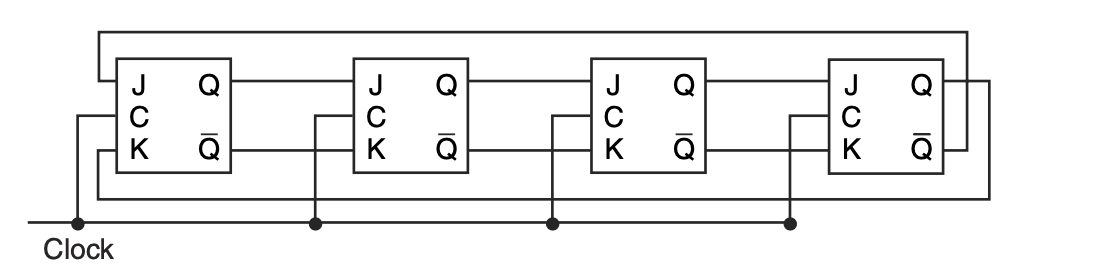 J Q J Q J Q J Q
C C C C
K Q̅ K Q̅ K Q̅ K Q̅
Clock